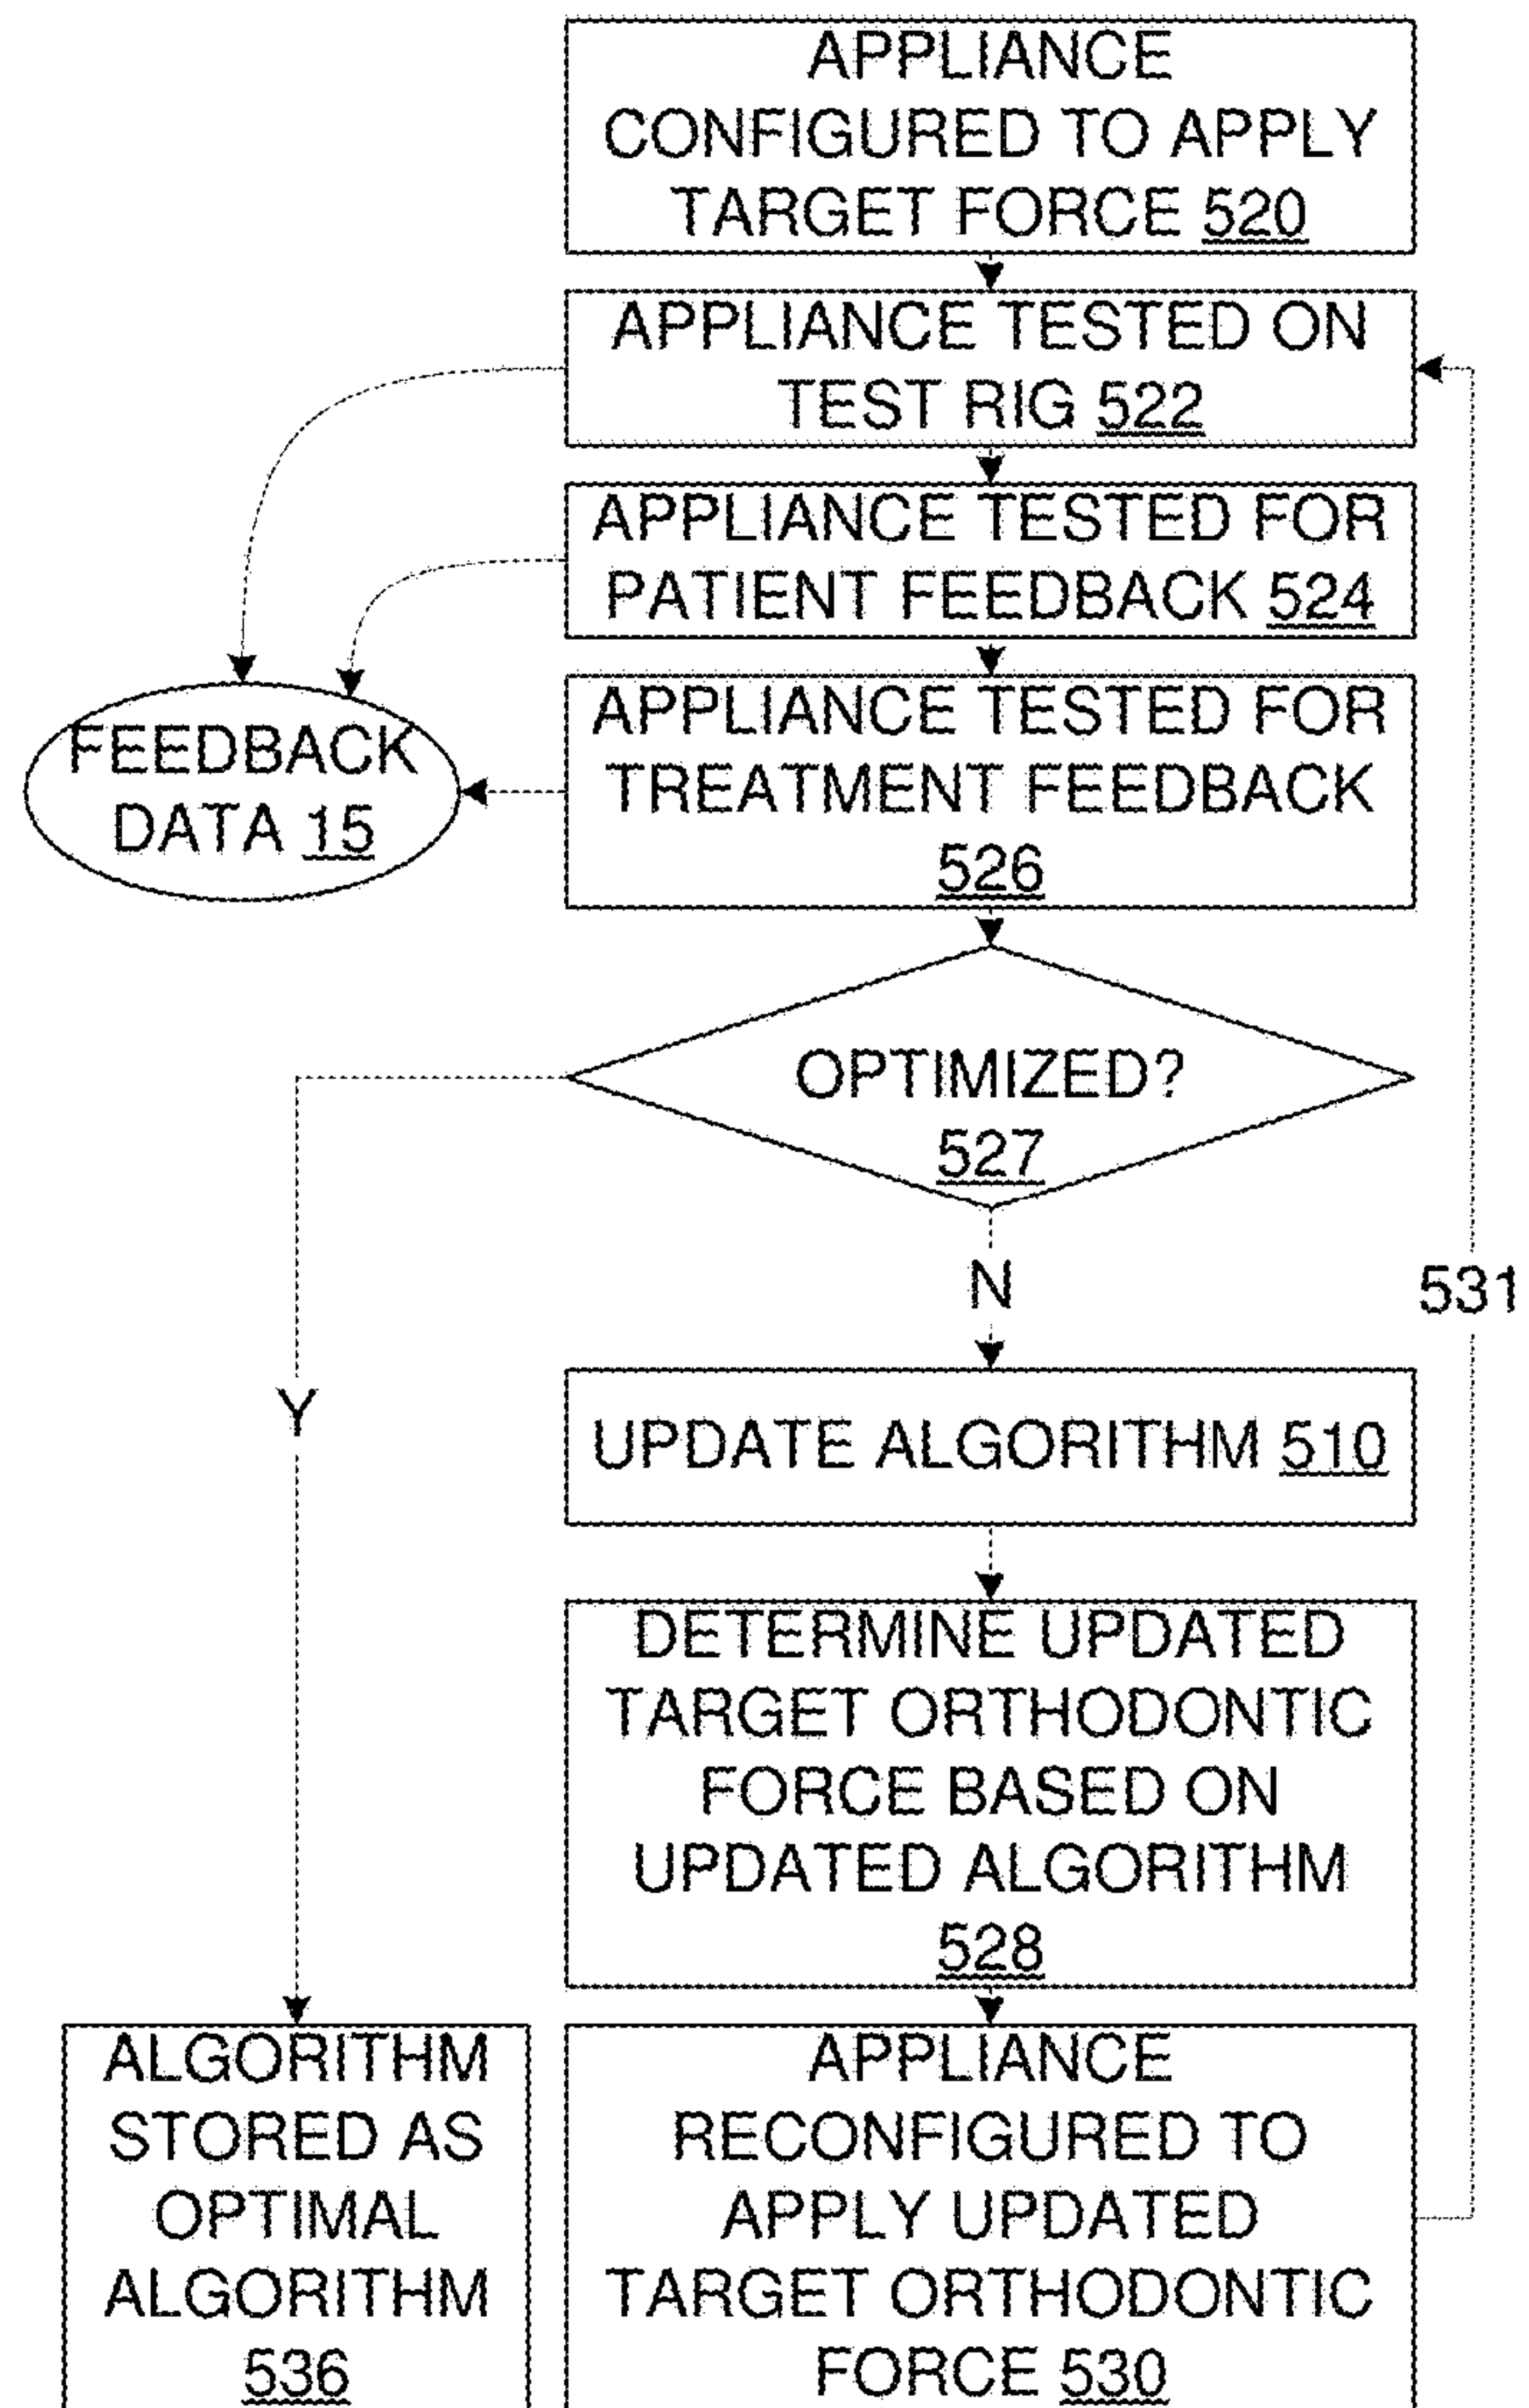 APPLIANCE
CONFIGURED TO APPLY
TARGET FORCE 520
APPLIANCE TESTED ON
TEST RIG 522
APPLIANCE TESTED FOR
PATIENT FEEDBACK 524
APPLIANCE TESTED FOR
TREATMENT FEEDBACK
526
FEEDBACK
DATA 15
OPTIMIZED?
527
N
531
Y
UPDATE ALGORITHM 510
DETERMINE UPDATED
TARGET ORTHODONTIC
FORCE BASED ON
UPDATED ALGORITHM
528
ALGORITHM
STORED AS
OPTIMAL
ALGORITHM
536
APPLIANCE
RECONFIGURED TO
APPLY UPDATED
TARGET ORTHODONTIC
FORCE 530